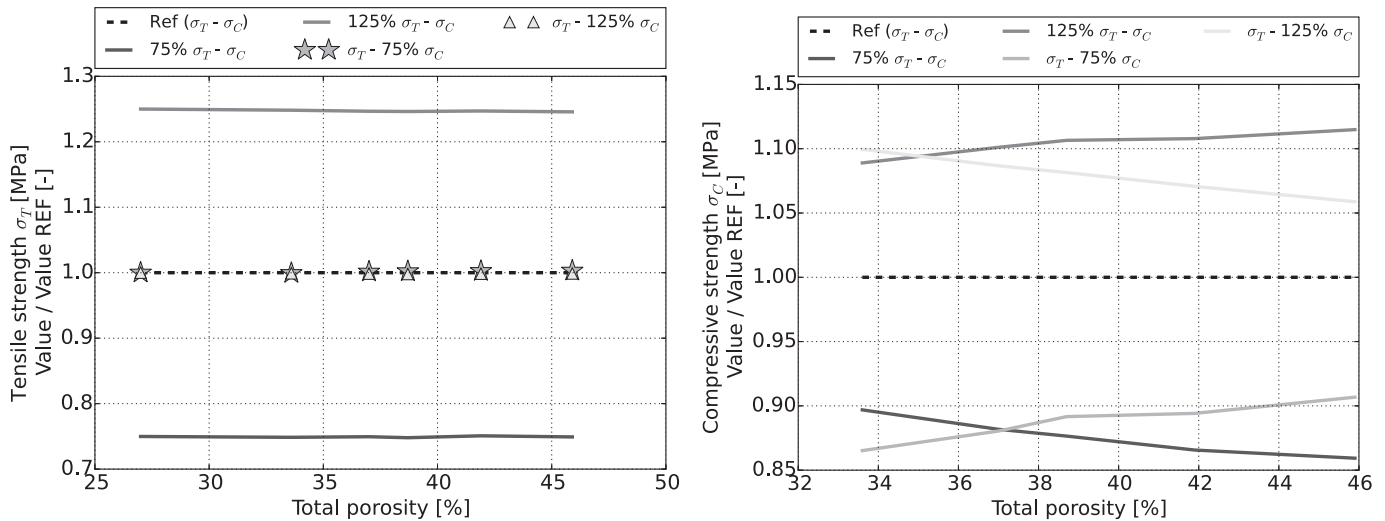 Ref (σT - σC)
125% σT - σC
σT - 125% σC
75% σT - σC
σT - 75% σC
1.3
1.2
1.1
1.0
0.9
0.8
0.7
25
30
35
40
45
50
Total porosity [%]
Tensile strength σT [MPa]
Value / Value REF [-]
Ref (σT - σC)
125% σT - σC
σT - 125% σC
75% σT - σC
σT - 75% σC
1.15
1.10
1.05
1.00
0.95
0.90
0.85
32
34
36
38
40
42
44
46
Total porosity [%]
Compressive strength σC [MPa]
Value / Value REF [-]